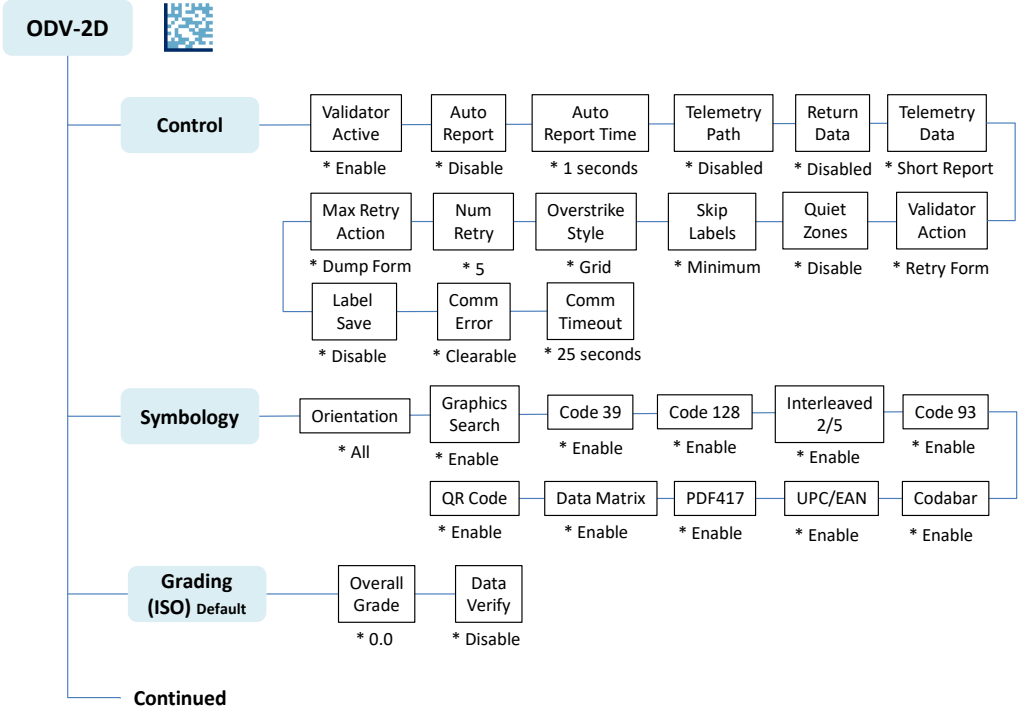 ODV-2D
Control
Validator
Active
* Enable
Auto
Report
* Disable
Auto
Report Time
* 1 seconds
Telemetry
Path
* Disabled
Return
Data
* Disabled
Telemetry
Data
* Short Report
Max Retry
Action
* Dump Form
Num
Retry
* 5
Overstrike
Style
* Grid
Skip
Labels
* Minimum
Quiet
Zones
* Disable
Validator
Action
* Retry Form
Label
Save
* Disable
Comm
Error
* Clearable
Comm
Timeout
* 25 seconds
Symbology
Orientation
* All
Graphics
Search
* Enable
Code 39
* Enable
Code 128
* Enable
Interleaved
2/5
* Enable
Code 93
* Enable
QR Code
* Enable
Data Matrix
* Enable
PDF417
* Enable
UPC/EAN
* Enable
Codabar
* Enable
Grading
(ISO) Default
Overall
Grade
* 0.0
Data
Verify
* Disable
Continued